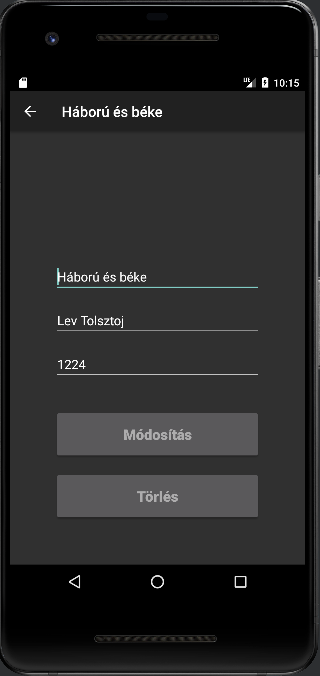 10:15
Háború és béke
Háború és béke
Lev Tolsztoj
1224
Módosítás
Törlés